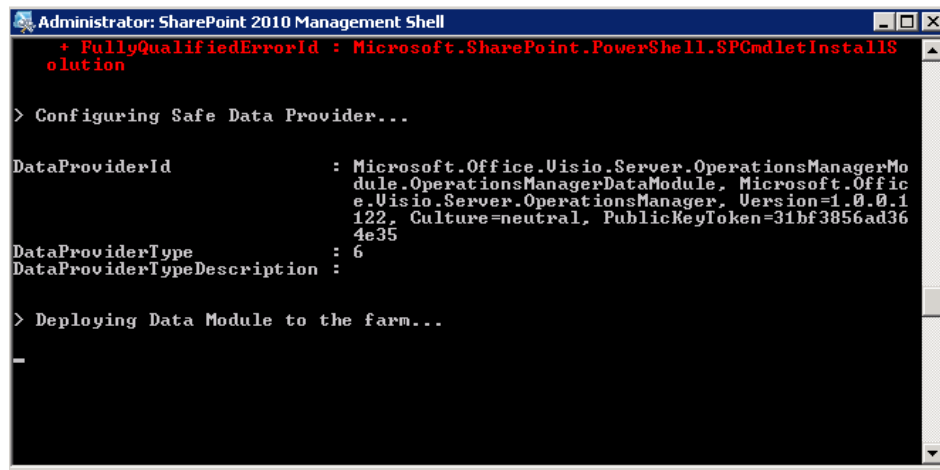 Administrator: SharePoint 2010 Management Shell
+ FullyQualifiedErrorId : Microsoft.SharePoint.PowerShell.SPCmdletInstallS
olution
> Configuring Safe Data Provider...
DataProviderId : Microsoft.Office.Visio.Server.OperationsManagerMo
dule.OperationsManagerDataModule, Microsoft.Offic
e.Visio.Server.OperationsManager, Version=1.0.0.1
122, Culture=neutral, PublicKeyToken=31bf3856ad36
4e35
DataProviderType : 6
DataProviderTypeDescription :
> Deploying Data Module to the farm...